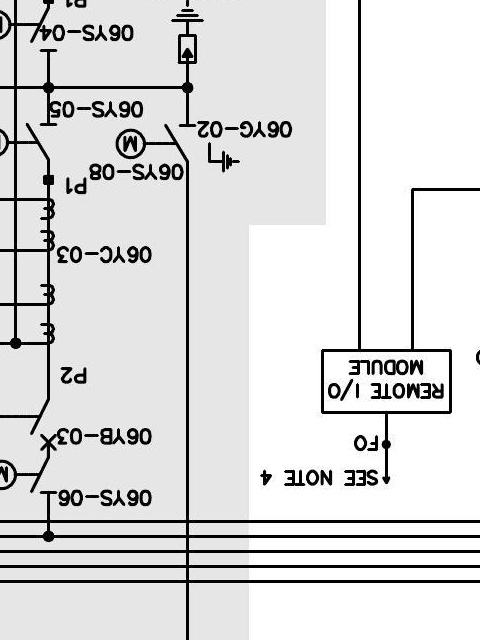 06YS-06
SEE NOTE 4
M
FO
06YB-03
REMOTE I/O
MODULE
P2
06YC-03
P1
06YS-08
M
06YG-02
06YS-05
06YS-04
P1